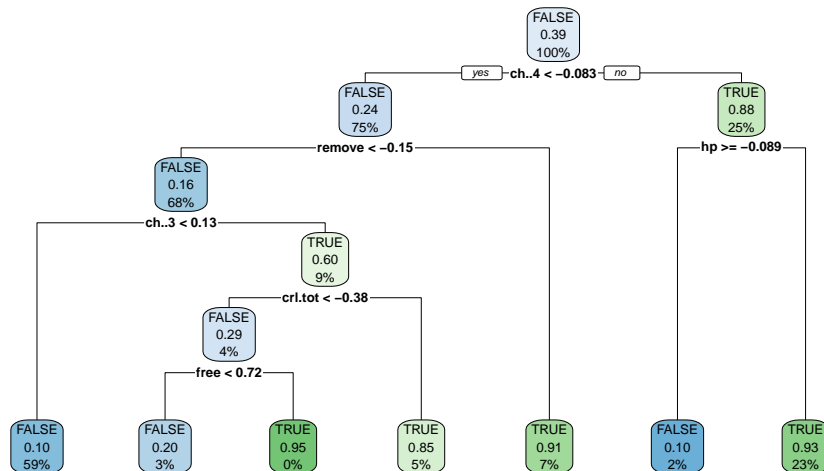 FALSE
0.39
100%
yes ch..4 < −0.083 no
FALSE
0.24
75%
TRUE
0.88
25%
remove < −0.15
hp >= −0.089
FALSE
0.16
68%
ch..3 < 0.13
TRUE
0.60
9%
crl.tot < −0.38
FALSE
0.29
4%
free < 0.72
FALSE
0.10
59%
FALSE
0.20
3%
TRUE
0.95
0%
TRUE
0.85
5%
TRUE
0.91
7%
FALSE
0.10
2%
TRUE
0.93
23%